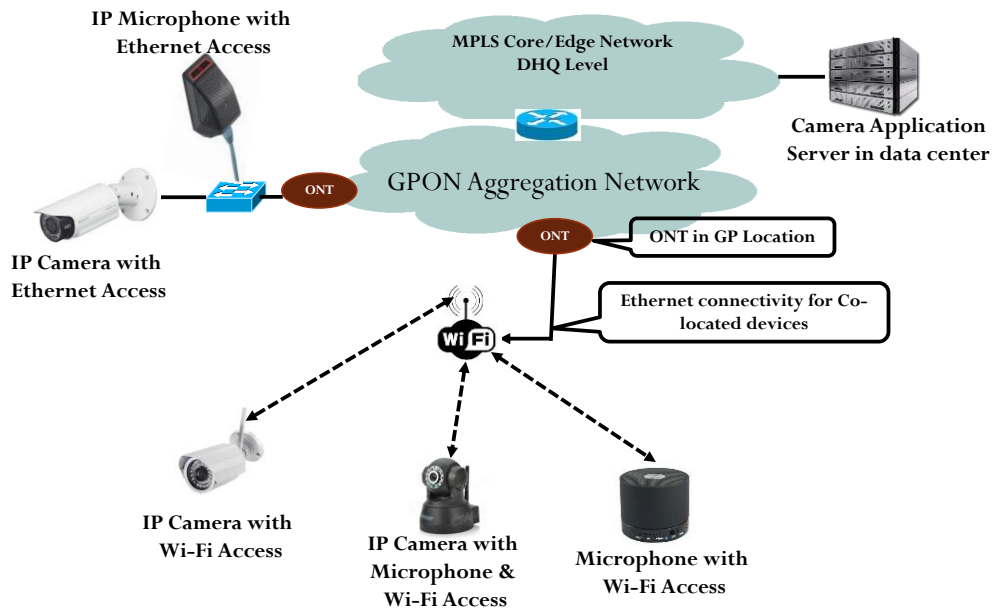 IP Microphone with
Ethernet Access
MPLS Core/Edge Network
DHQ Level
Camera Application
Server in data center
GPON Aggregation Network
ONT
IP Camera with
Ethernet Access
ONT
ONT in GP Location
Ethernet connectivity for Co-
located devices
Wi Fi
IP Camera with
Wi-Fi Access
IP Camera with
Microphone &
Wi-Fi Access
Microphone with
Wi-Fi Access